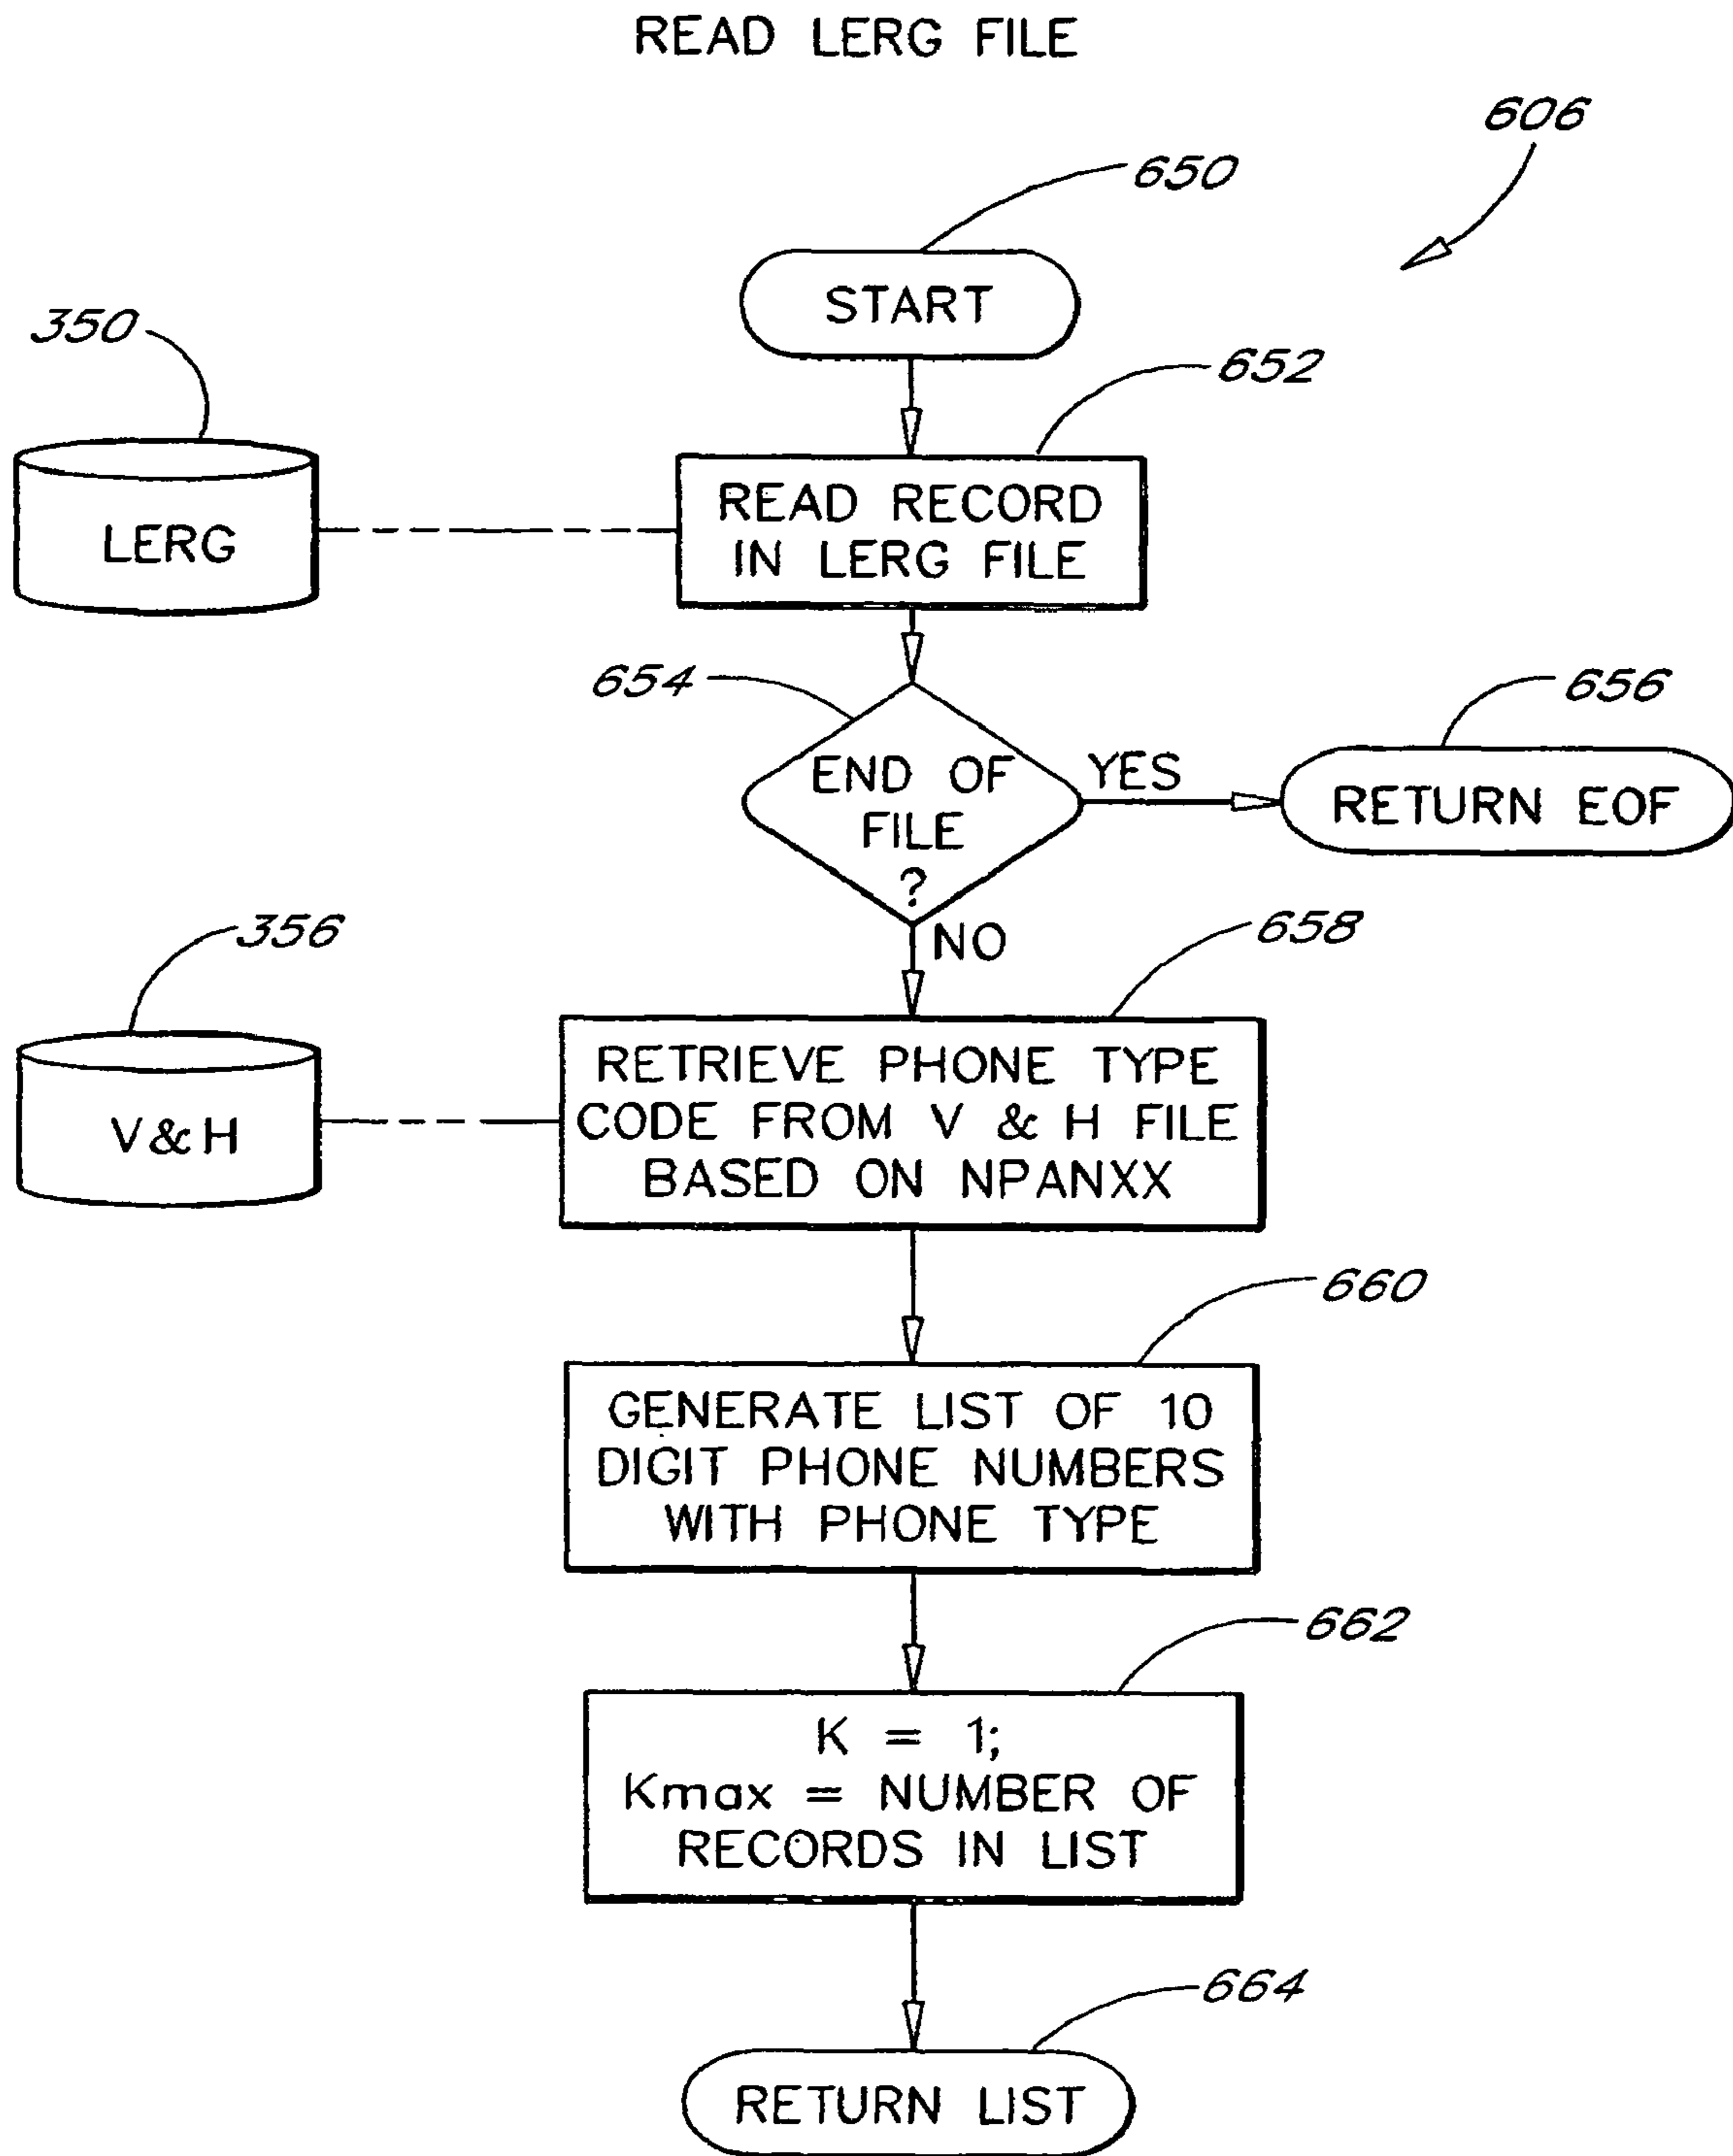 READ LERG FILE
606
650
START
350
652
LERG
READ RECORD
IN LERG FILE
654
656
END OF
FILE
?
YES
RETURN EOF
NO
356
658
V & H
RETRIEVE PHONE TYPE
CODE FROM V & H FILE
BASED ON NPANXX
660
GENERATE LIST OF 10
DIGIT PHONE NUMBERS
WITH PHONE TYPE
662
K = 1;
Kmax = NUMBER OF
RECORDS IN LIST
664
RETURN LIST